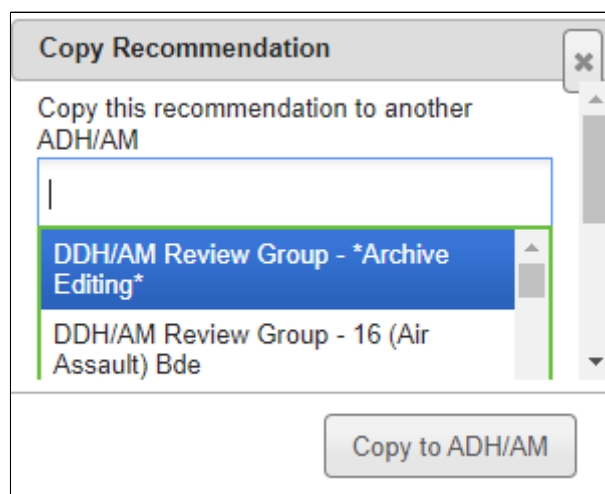 Copy Recommendation
Copy this recommendation to another
ADH/AM
DDH/AM Review Group - *Archive
Editing*
DDH/AM Review Group - 16 (Air
Assault) Bde
Copy to ADH/AM